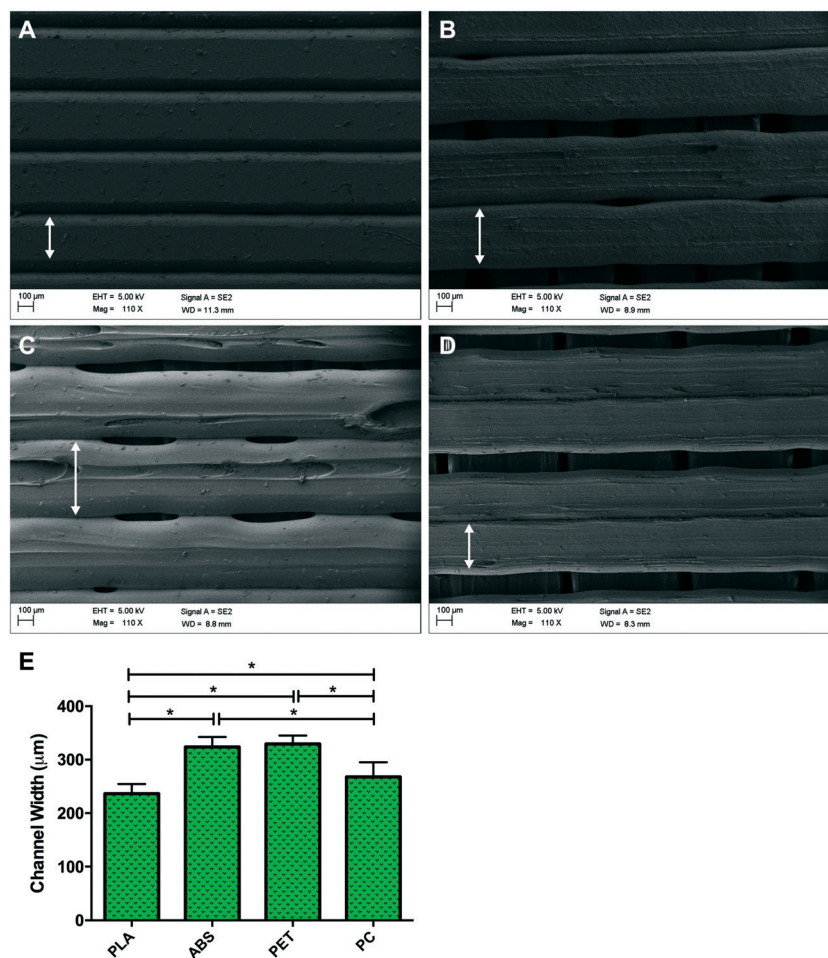 A
B
100 µm
EHT = 5.00 kV
Signal A = SE2
Mag = 110 X
WD = 11.3 mm
100 µm
EHT = 5.00 kV
Signal A = SE2
Mag = 110 X
WD = 8.9 mm
C
D
100 µm
EHT = 5.00 kV
Signal A = SE2
Mag = 110 X
WD = 8.8 mm
100 µm
EHT = 5.00 kV
Signal A = SE2
Mag = 110 X
WD = 8.3 mm
E
*
* *
* *
400
300
200
100
0
Channel Width (µm)
PLA
ABS
PET
PC